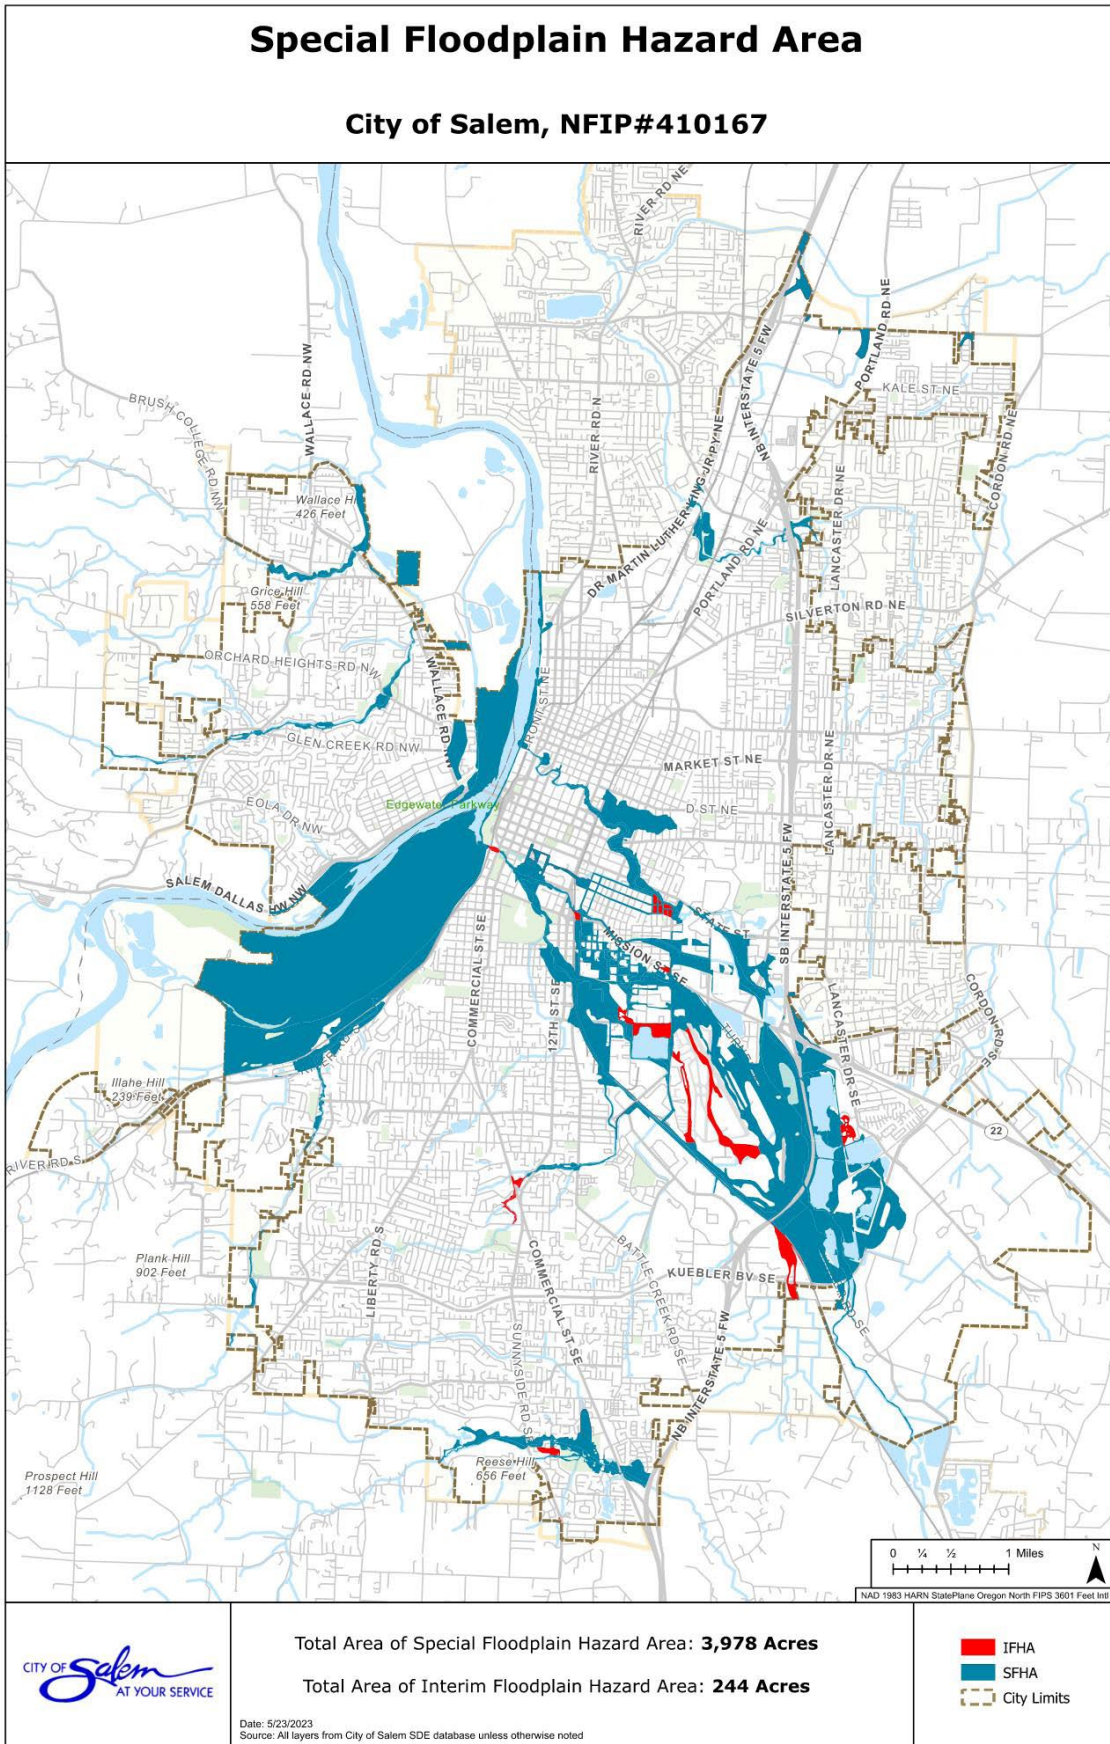 Special Floodplain Hazard Area
City of Salem, NFIP#410167
RIVER RD NE
WALLACE RD NW
BRUSH COLLEGE RD NW
RIVER RD N
NB INTERSTATE 5 FW
PORTLAND RD NE
KALE ST NE
CORDON RD NE
LANCASTER DR NE
Wallace Hi
426 Feet
DR MARTIN LUTHER KING JR PY NE
PORTLAND RD NE
Grice Hill
558 Feet
SILVERTON RD NE
ORCHARD HEIGHTS RD NW
WALLACE RD NW
GLEN CREEK RD NW
MARKET ST NE
LANCASTER DR NE
EOLA DR NW
Edgewater Parkway
D ST NE
SALEM DALLAS HW NW
SB INTERSTATE 5 FW
STATE ST
MISSION ST SE
COMMERCIAL ST SE
12TH ST SE
LANCASTER DR SE
CORDON RD SE
Illahe Hill
239 Feet
RIVER RD S
22
Plank Hill
902 Feet
LIBERTY RD S
COMMERCIAL ST SE
BATTLE CREEK RD SE
KUEBLER BV SE
RD SE
SUNNYSIDE RD SE
NB INTERSTATE 5 FW
Reese Hill
656 Feet
Prospect Hill
1128 Feet
0 ¼ ½ 1 Miles
N
NAD 1983 HARN StatePlane Oregon North FIPS 3601 Feet Intl
CITY OF Salem
AT YOUR SERVICE
Total Area of Special Floodplain Hazard Area: 3,978 Acres
Total Area of Interim Floodplain Hazard Area: 244 Acres
Date: 5/23/2023
Source: All layers from City of Salem SDE database unless otherwise noted
IFHA
SFHA
City Limits